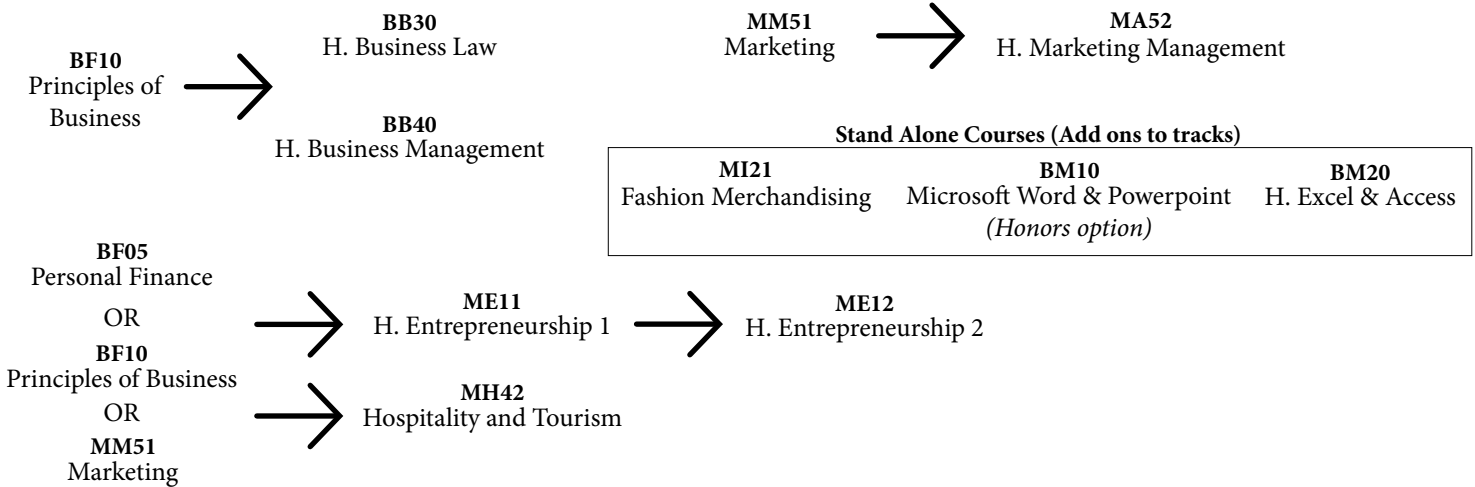 BF10
Principles of
Business
BB30
H. Business Law
BB40
H. Business Management
MM51
Marketing
MA52
H. Marketing Management
Stand Alone Courses (Add ons to tracks)
MI21
Fashion Merchandising
BM10
Microsoft Word & Powerpoint
(Honors option)
BM20
H. Excel & Access
BF05
Personal Finance
OR
BF10
Principles of Business
OR
MM51
Marketing
ME11
H. Entrepreneurship 1
ME12
H. Entrepreneurship 2
MH42
Hospitality and Tourism